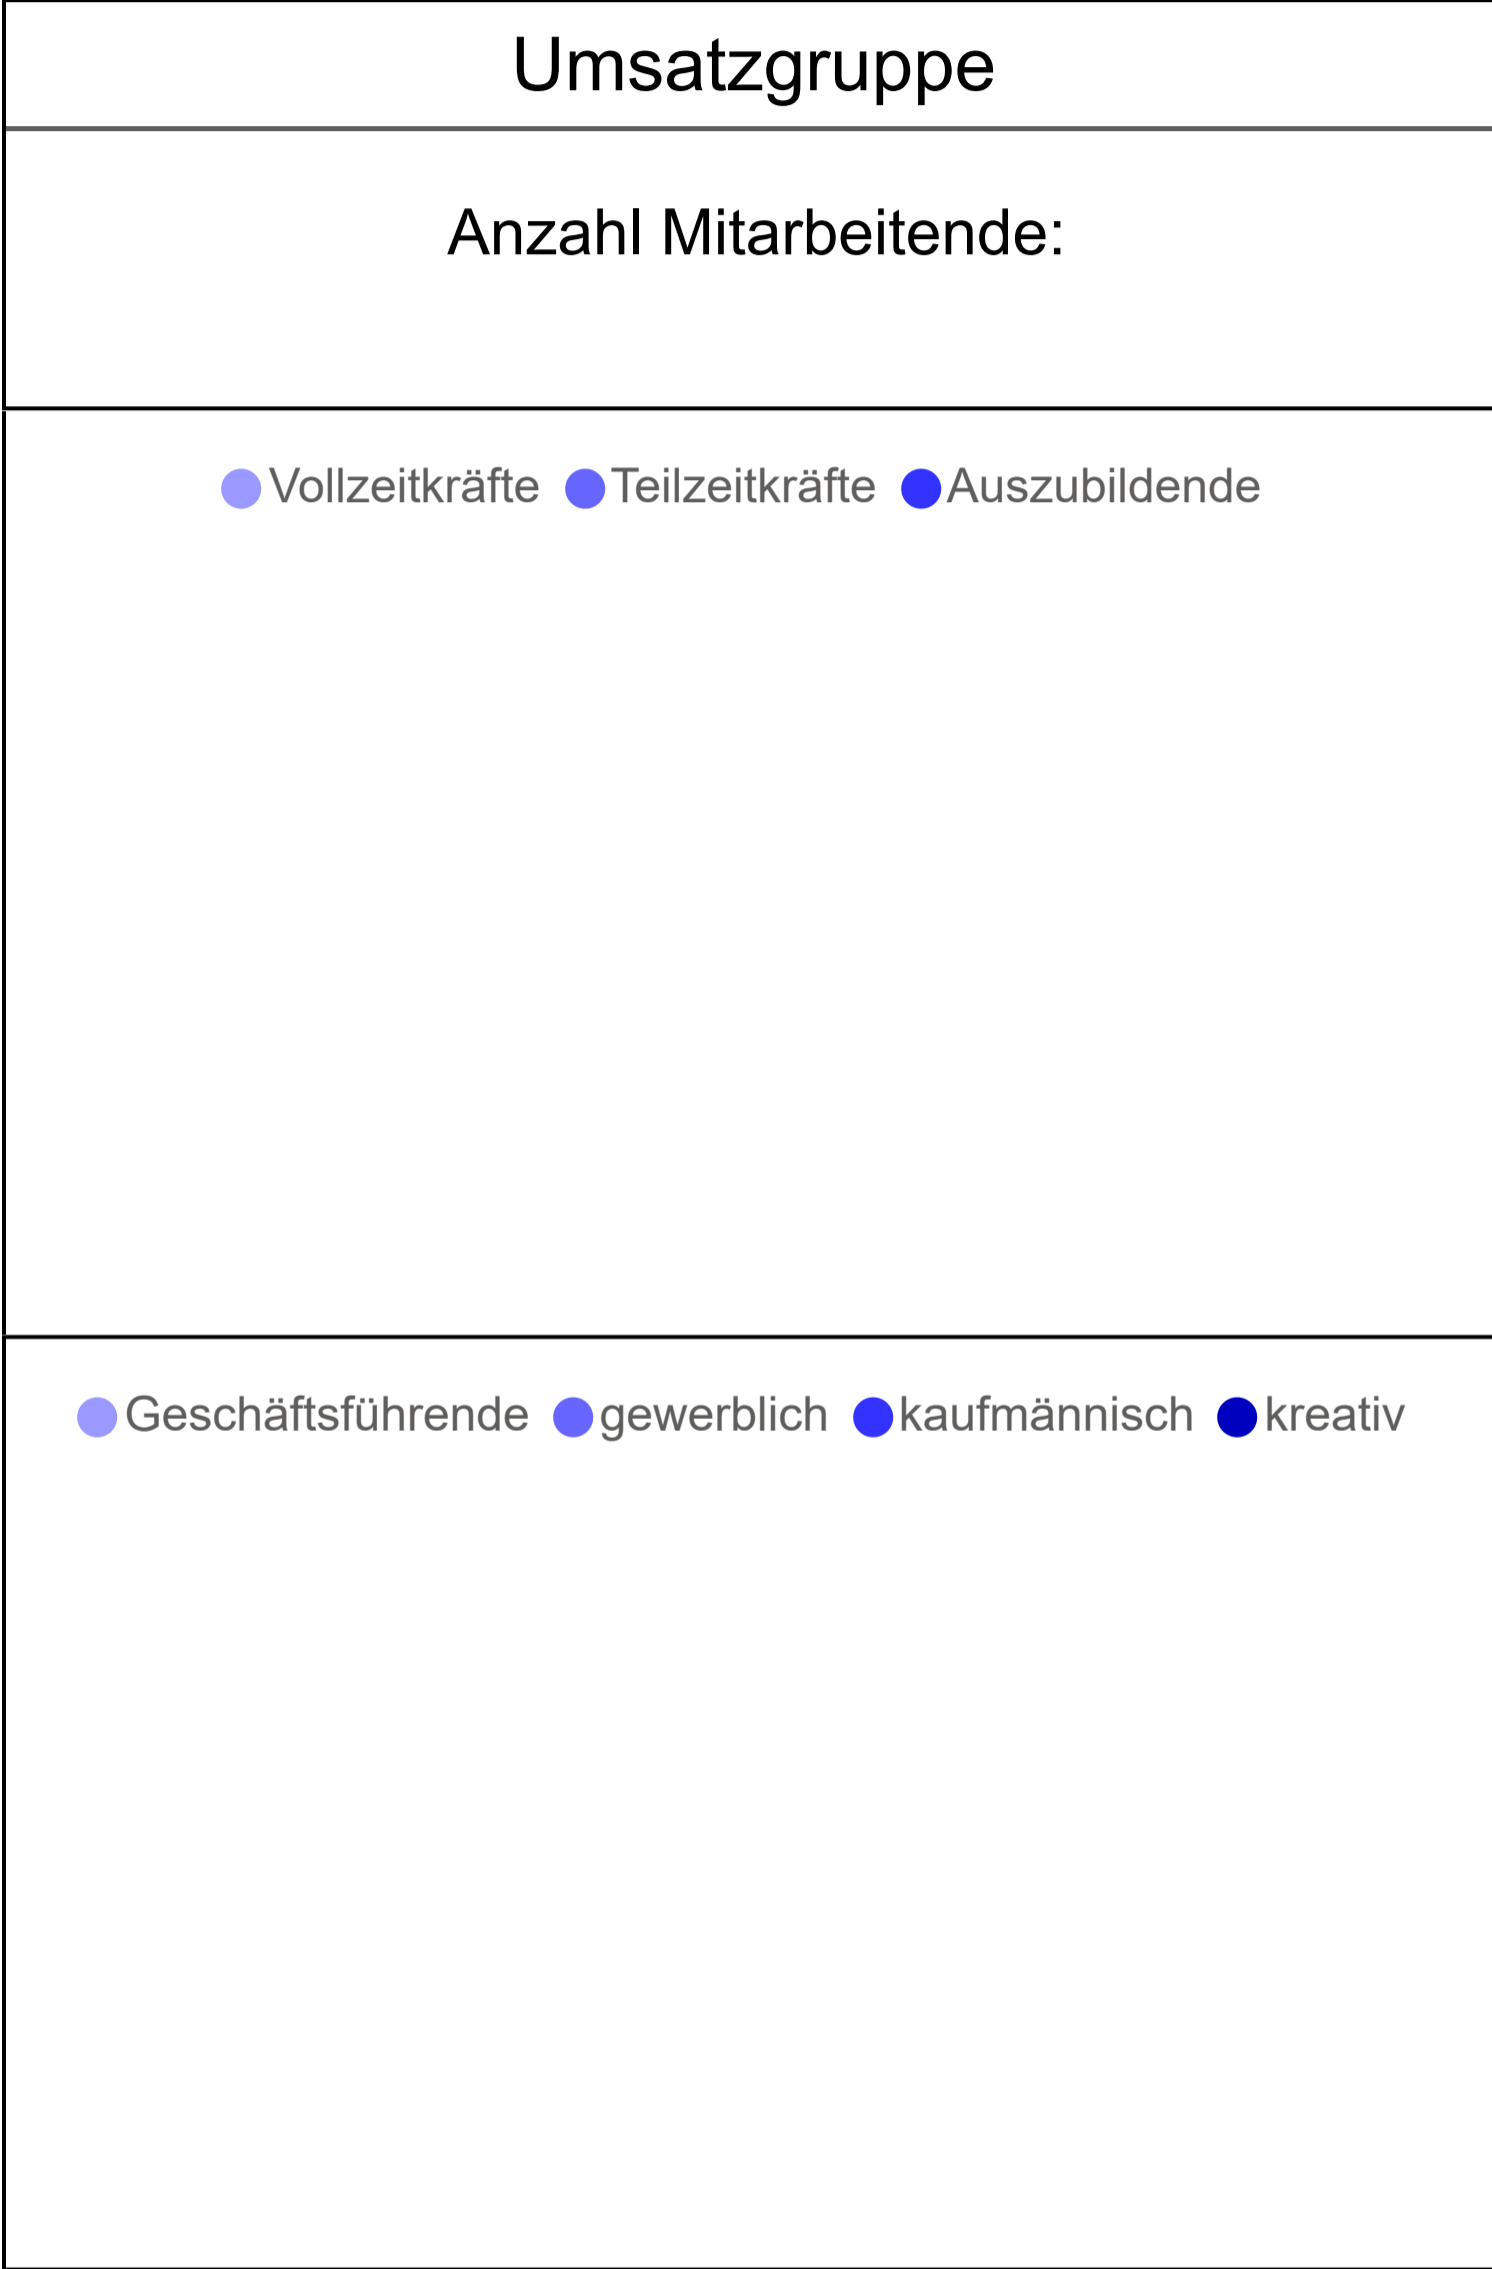 Umsatzgruppe
Anzahl Mitarbeitende:
Vollzeitkräfte Teilzeitkräfte Auszubildende
Geschäftsführende gewerblich kaufmännisch kreativ